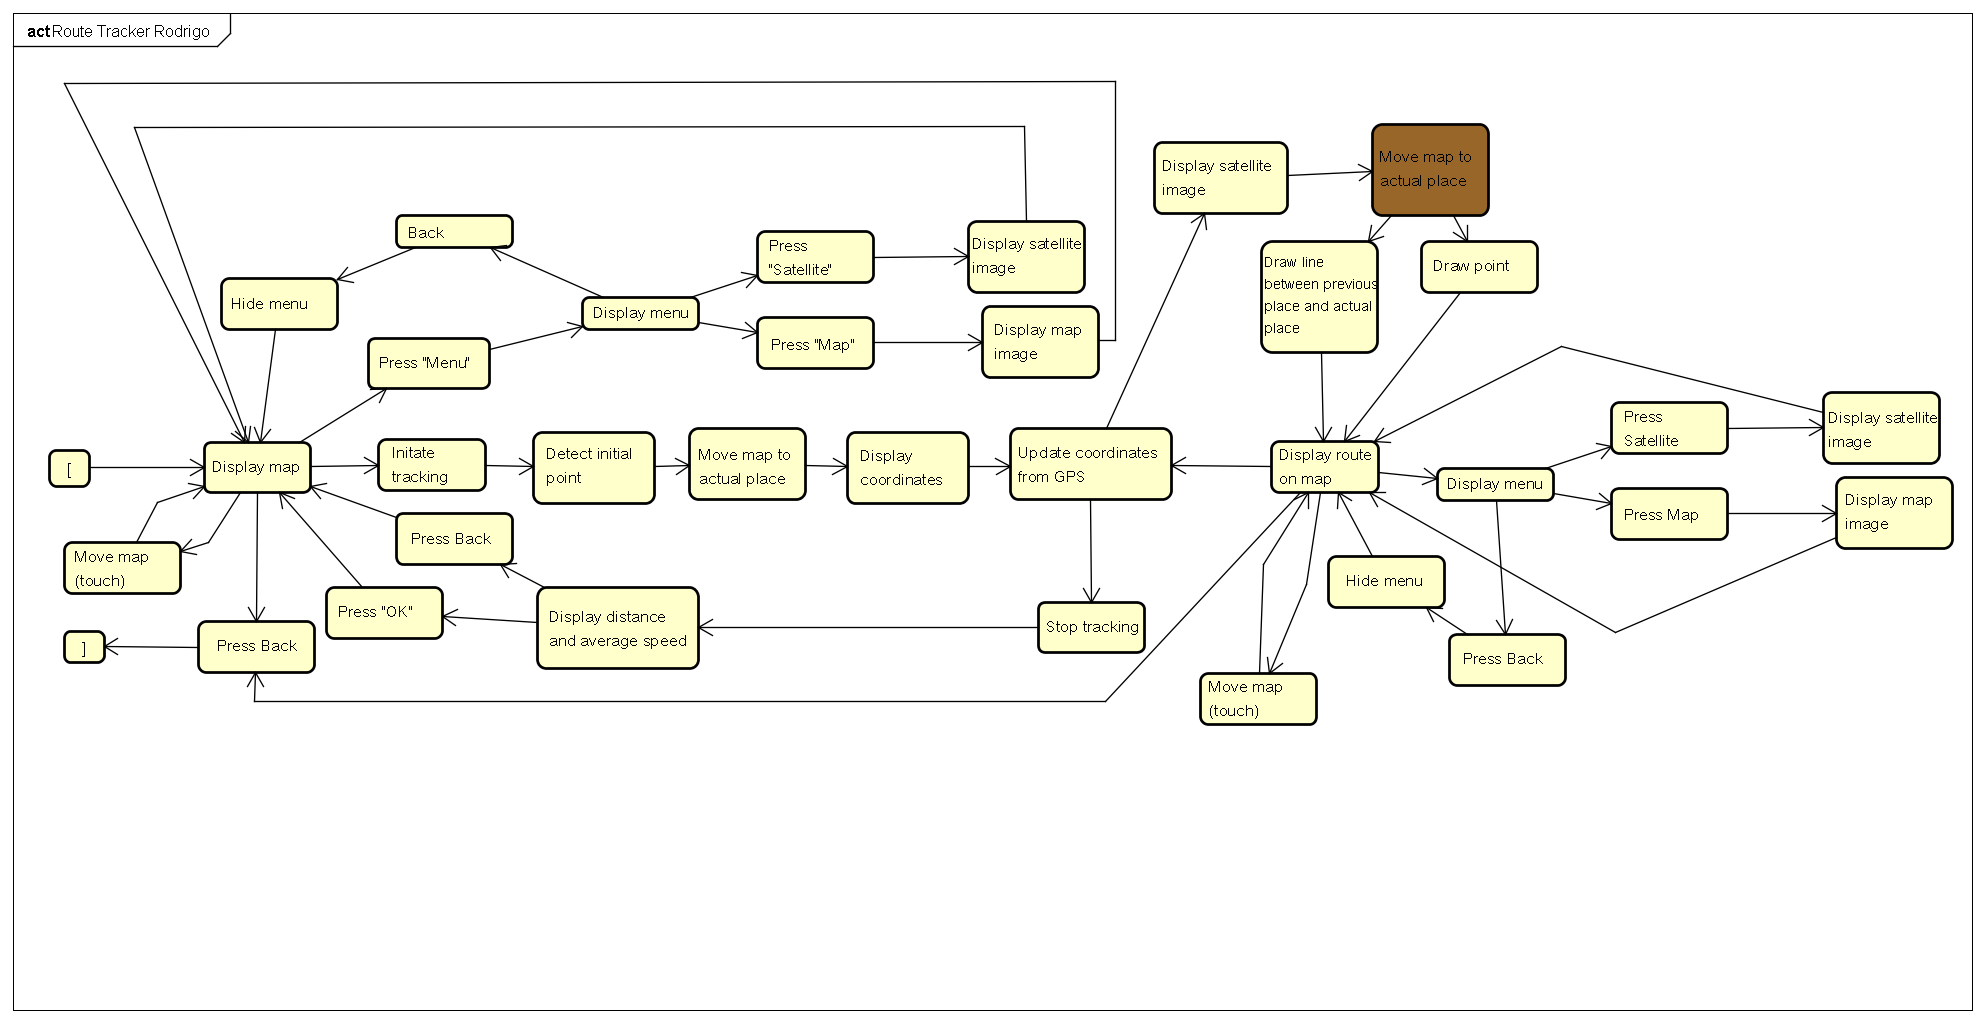 act Route Tracker Rodrigo
Display satellite
image
Move map to
actual place
Back
Press
"Satellite"
Display satellite
image
Draw line
between previous
place and actual
place
Draw point
Hide menu
Display menu
Press "Menu"
Press "Map"
Display map
image
Press
Satellite
Display satellite
image
[
Display map
Initate
tracking
Detect initial
point
Move map to
actual place
Display
coordinates
Update coordinates
from GPS
Display route
on map
Display menu
Press Map
Display map
image
Move map
(touch)
Press Back
Hide menu
Press "OK"
Display distance
and average speed
Stop tracking
]
Press Back
Press Back
Move map
(touch)